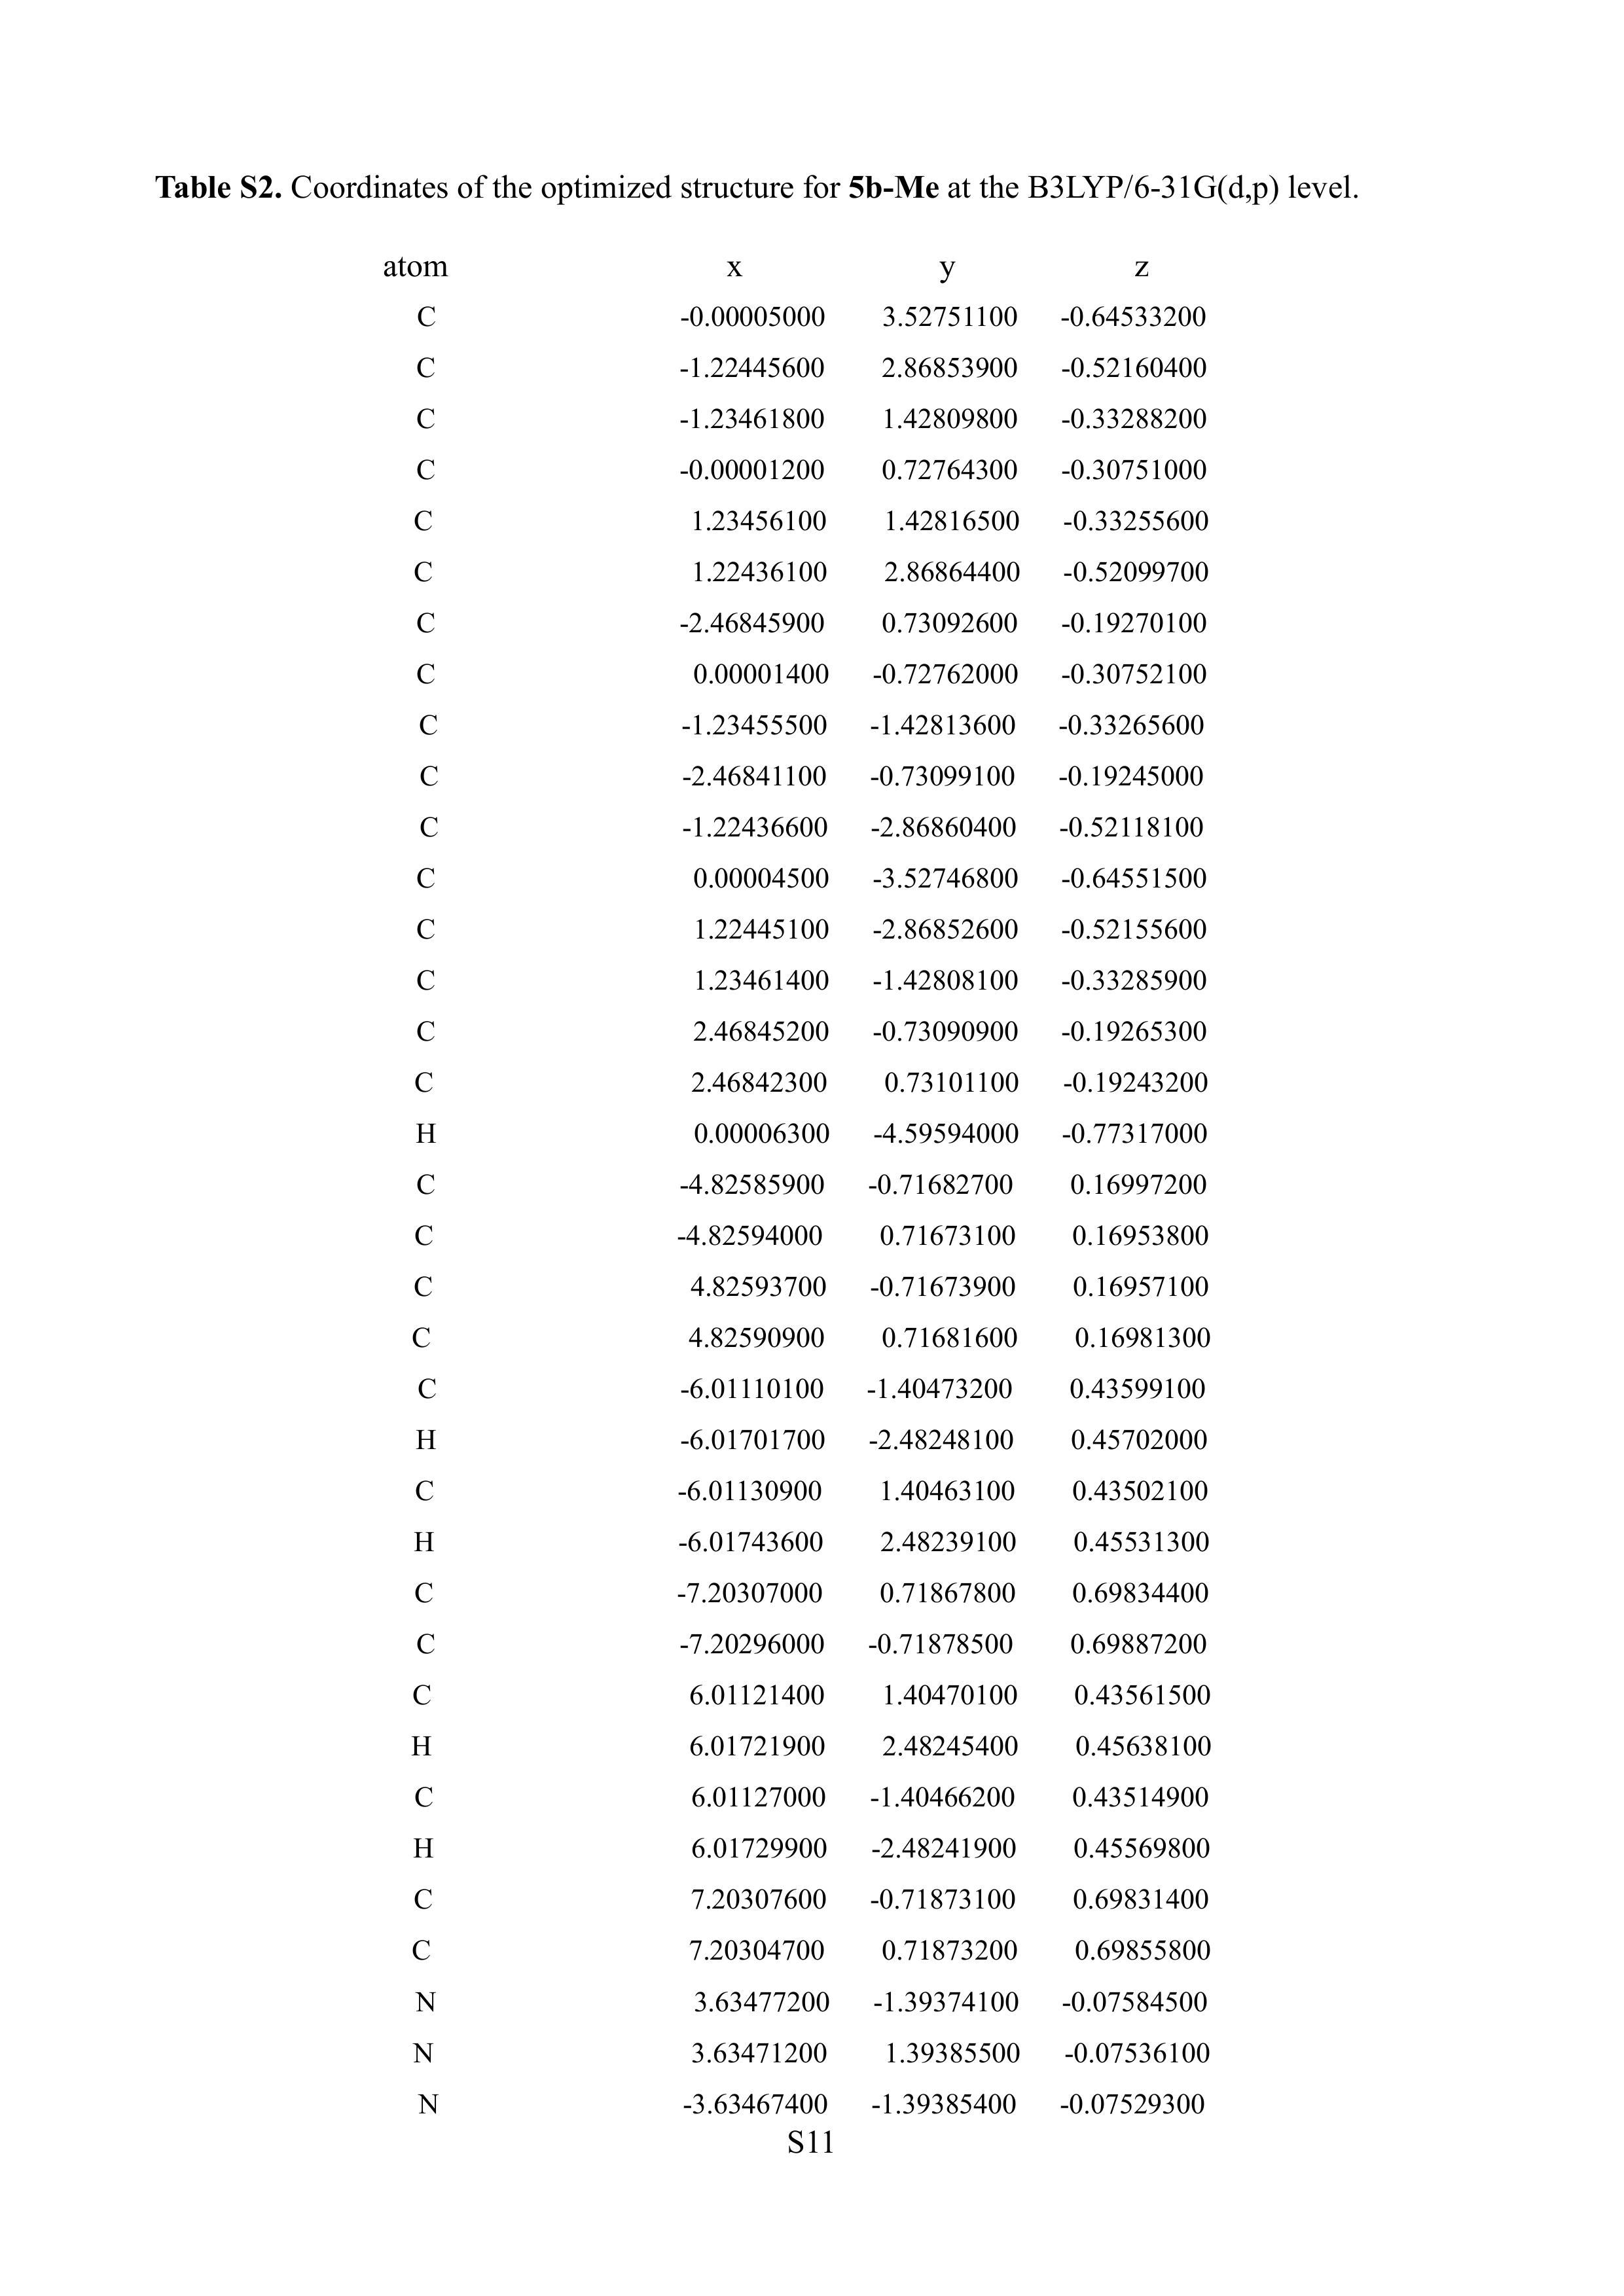 Table S2. Coordinates of the optimized structure for 5b-Me at the B3LYP/6-31G(d,p) level.
atom x y z
C -0.00005000 3.52751100 -0.64533200
C -1.22445600 2.86853900 -0.52160400
C -1.23461800 1.42809800 -0.33288200
C -0.00001200 0.72764300 -0.30751000
C 1.23456100 1.42816500 -0.33255600
C 1.22436100 2.86864400 -0.52099700
C -2.46845900 0.73092600 -0.19270100
C 0.00001400 -0.72762000 -0.30752100
C -1.23455500 -1.42813600 -0.33265600
C -2.46841100 -0.73099100 -0.19245000
C -1.22436600 -2.86860400 -0.52118100
C 0.00004500 -3.52746800 -0.64551500
C 1.22445100 -2.86852600 -0.52155600
C 1.23461400 -1.42808100 -0.33285900
C 2.46845200 -0.73090900 -0.19265300
C 2.46842300 0.73101100 -0.19243200
H 0.00006300 -4.59594000 -0.77317000
C -4.82585900 -0.71682700 0.16997200
C -4.82594000 0.71673100 0.16953800
C 4.82593700 -0.71673900 0.16957100
C 4.82590900 0.71681600 0.16981300
C -6.01110100 -1.40473200 0.43599100
H -6.01701700 -2.48248100 0.45702000
C -6.01130900 1.40463100 0.43502100
H -6.01743600 2.48239100 0.45531300
C -7.20307000 0.71867800 0.69834400
C -7.20296000 -0.71878500 0.69887200
C 6.01121400 1.40470100 0.43561500
H 6.01721900 2.48245400 0.45638100
C 6.01127000 -1.40466200 0.43514900
H 6.01729900 -2.48241900 0.45569800
C 7.20307600 -0.71873100 0.69831400
C 7.20304700 0.71873200 0.69855800
N 3.63477200 -1.39374100 -0.07584500
N 3.63471200 1.39385500 -0.07536100
N -3.63467400 -1.39385400 -0.07529300
S11